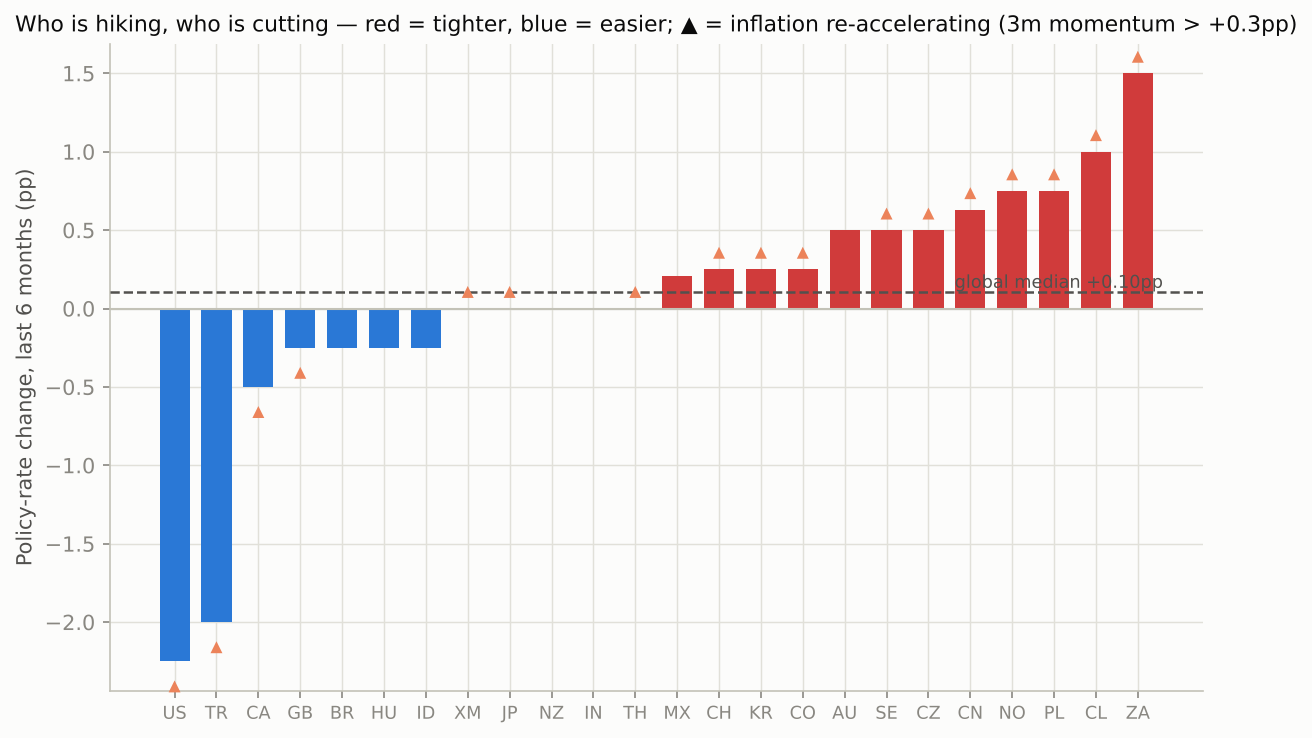 Who is hiking, who is cutting — red = tighter, blue = easier; ▲ = inflation re-accelerating (3m momentum > +0.3pp)
Policy-rate change, last 6 months (pp)
1.5
1.0
0.5
0.0
−0.5
−1.0
−1.5
−2.0
global median +0.10pp
US TR CA GB BR HU ID XM JP NZ IN TH MX CH KR CO AU SE CZ CN NO PL CL ZA